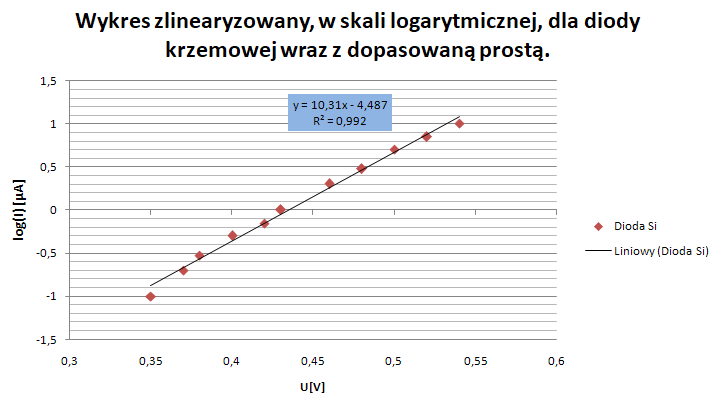 Wykres zlinearyzowany, w skali logarytmicznej, dla diody
krzemowej wraz z dopasowaną prostą.
y = 10,31x - 4,487
R² = 0,992
log(I) [μA]
1,5
1
0,5
0
-0,5
-1
-1,5
0,3 0,35 0,4 0,45 0,5 0,55 0,6
U[V]
Dioda Si
Liniowy (Dioda Si)